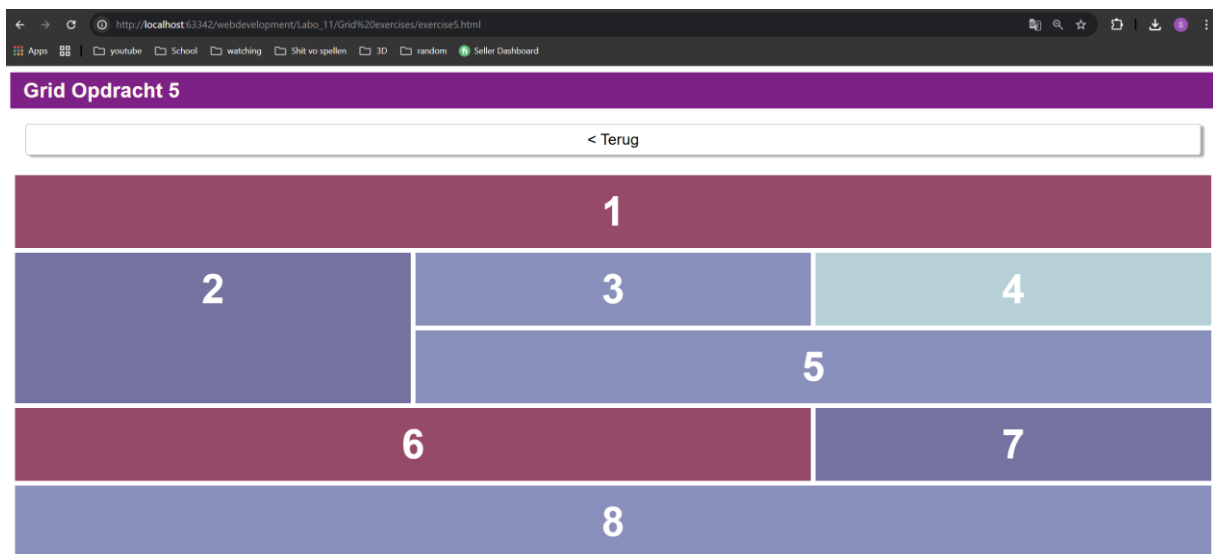 http://localhost:63342/webdevelopment/Labo_11/Grid%20exercises/exercise5.html
S
Apps youtube School watching Shit vo spellen 3D random Seller Dashboard
Grid Opdracht 5
< Terug
1
2 3 4
5
6 7
8